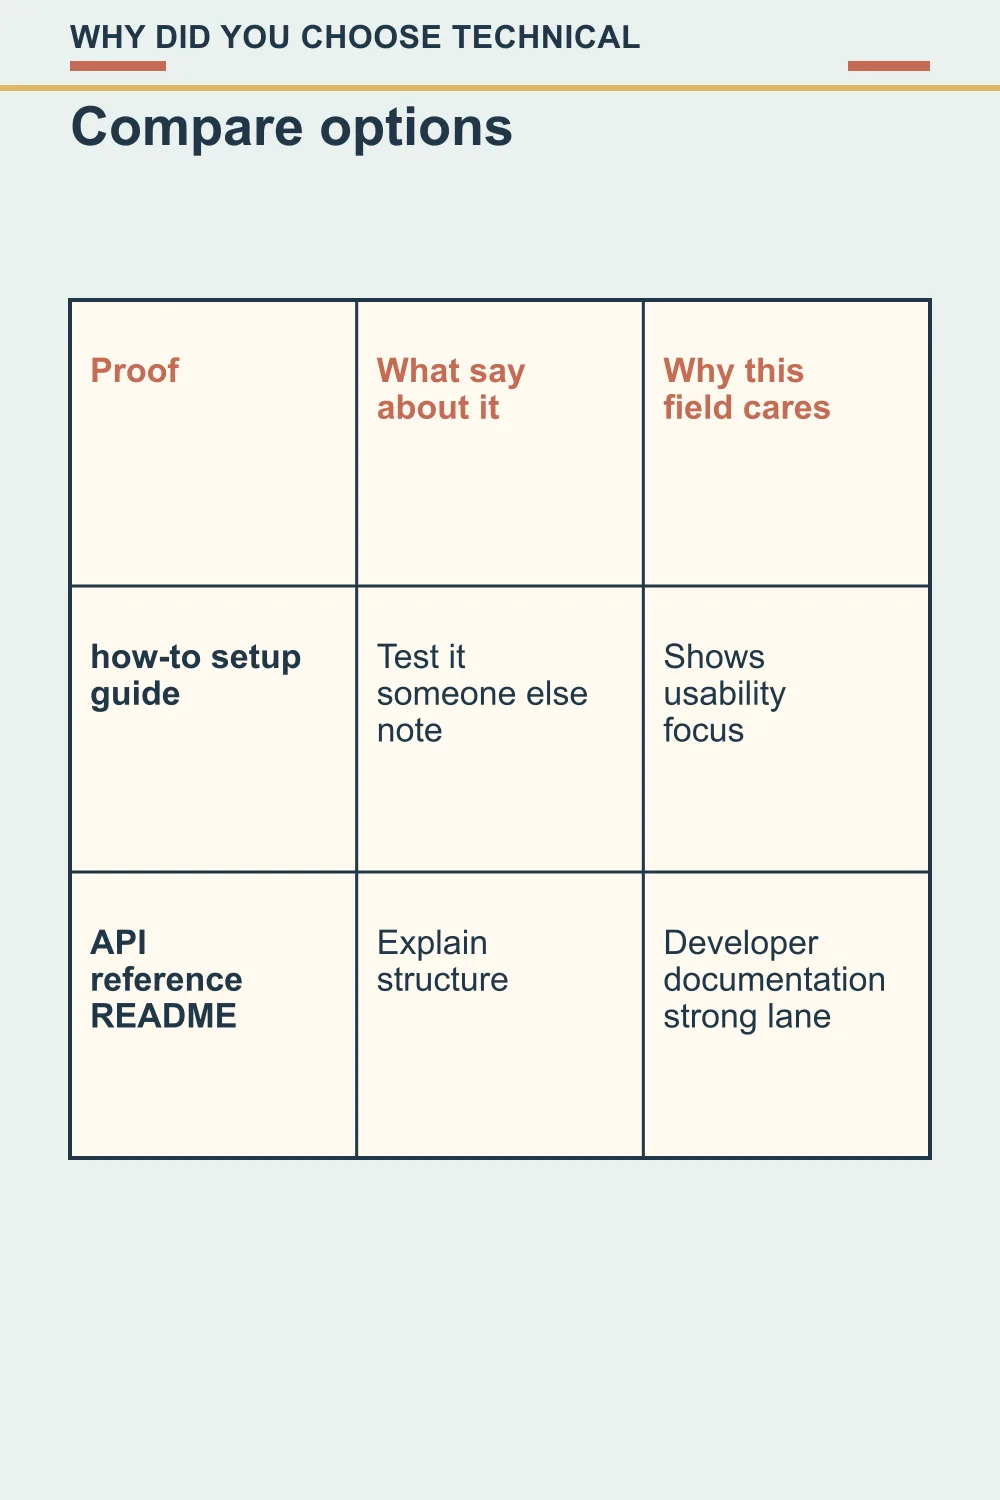 WHY DID YOU CHOOSE TECHNICAL
Compare options
Proof
What say
about it
Why this
field cares
how-to setup
guide
Test it
someone else
note
Shows
usability
focus
API
reference
README
Explain
structure
Developer
documentation
strong lane